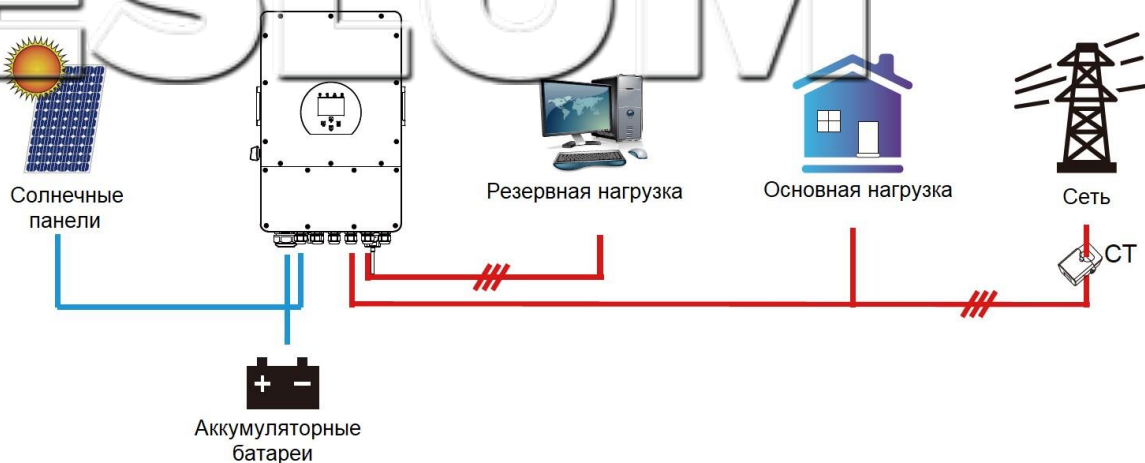 Солнечные
панели
Резервная нагрузка
Основная нагрузка
Сеть
CT
+ −
Аккумуляторные
батареи